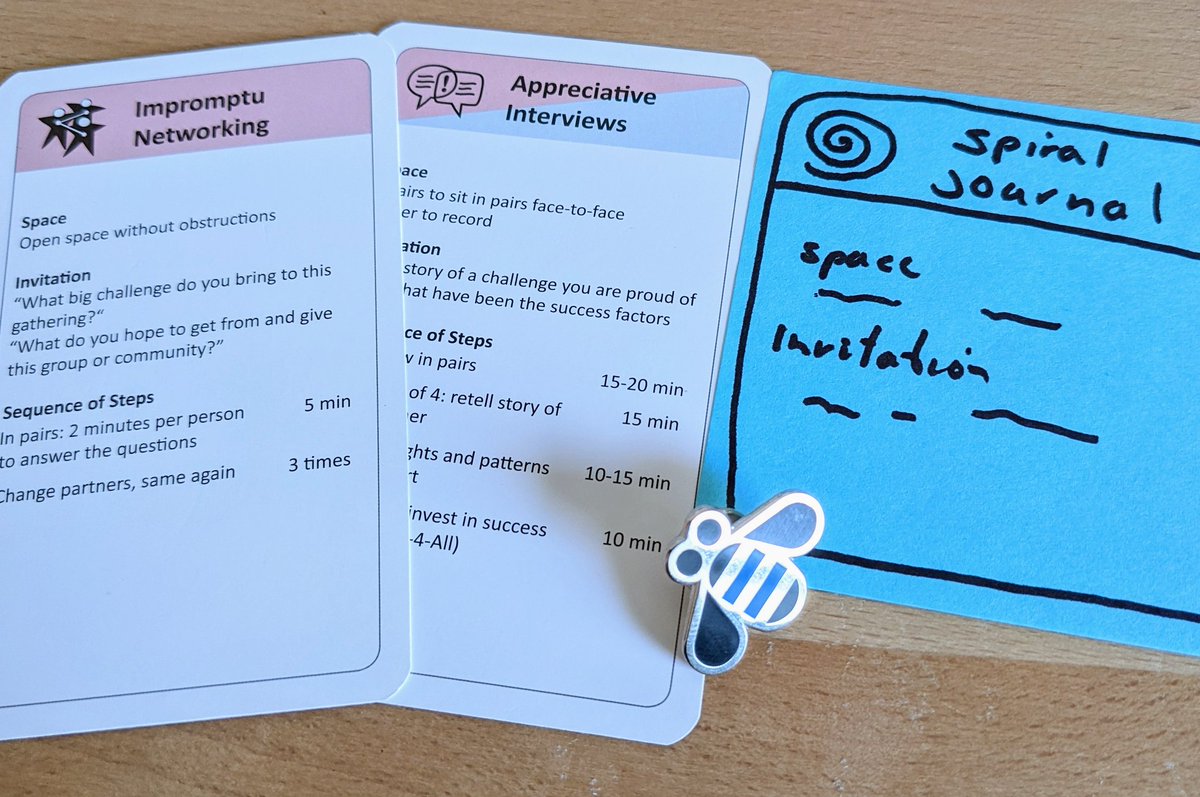 Impromptu
Networking
Space
Open space without obstructions
Invitation
“What big challenge do you bring to this
gathering?“
“What do you hope to get from and give
this group or community?”
Sequence of Steps
In pairs: 2 minutes per person 5 min
to answer the questions
Change partners, same again 3 times
Appreciative
Interviews
ace
airs to sit in pairs face-to-face
er to record
ation
story of a challenge you are proud of
hat have been the success factors
ce of Steps
w in pairs 15-20 min
of 4: retell story of 15 min
er
ghts and patterns 10-15 min
rt
invest in success 10 min
-4-All)
Spiral
Journal
Space
Invitation